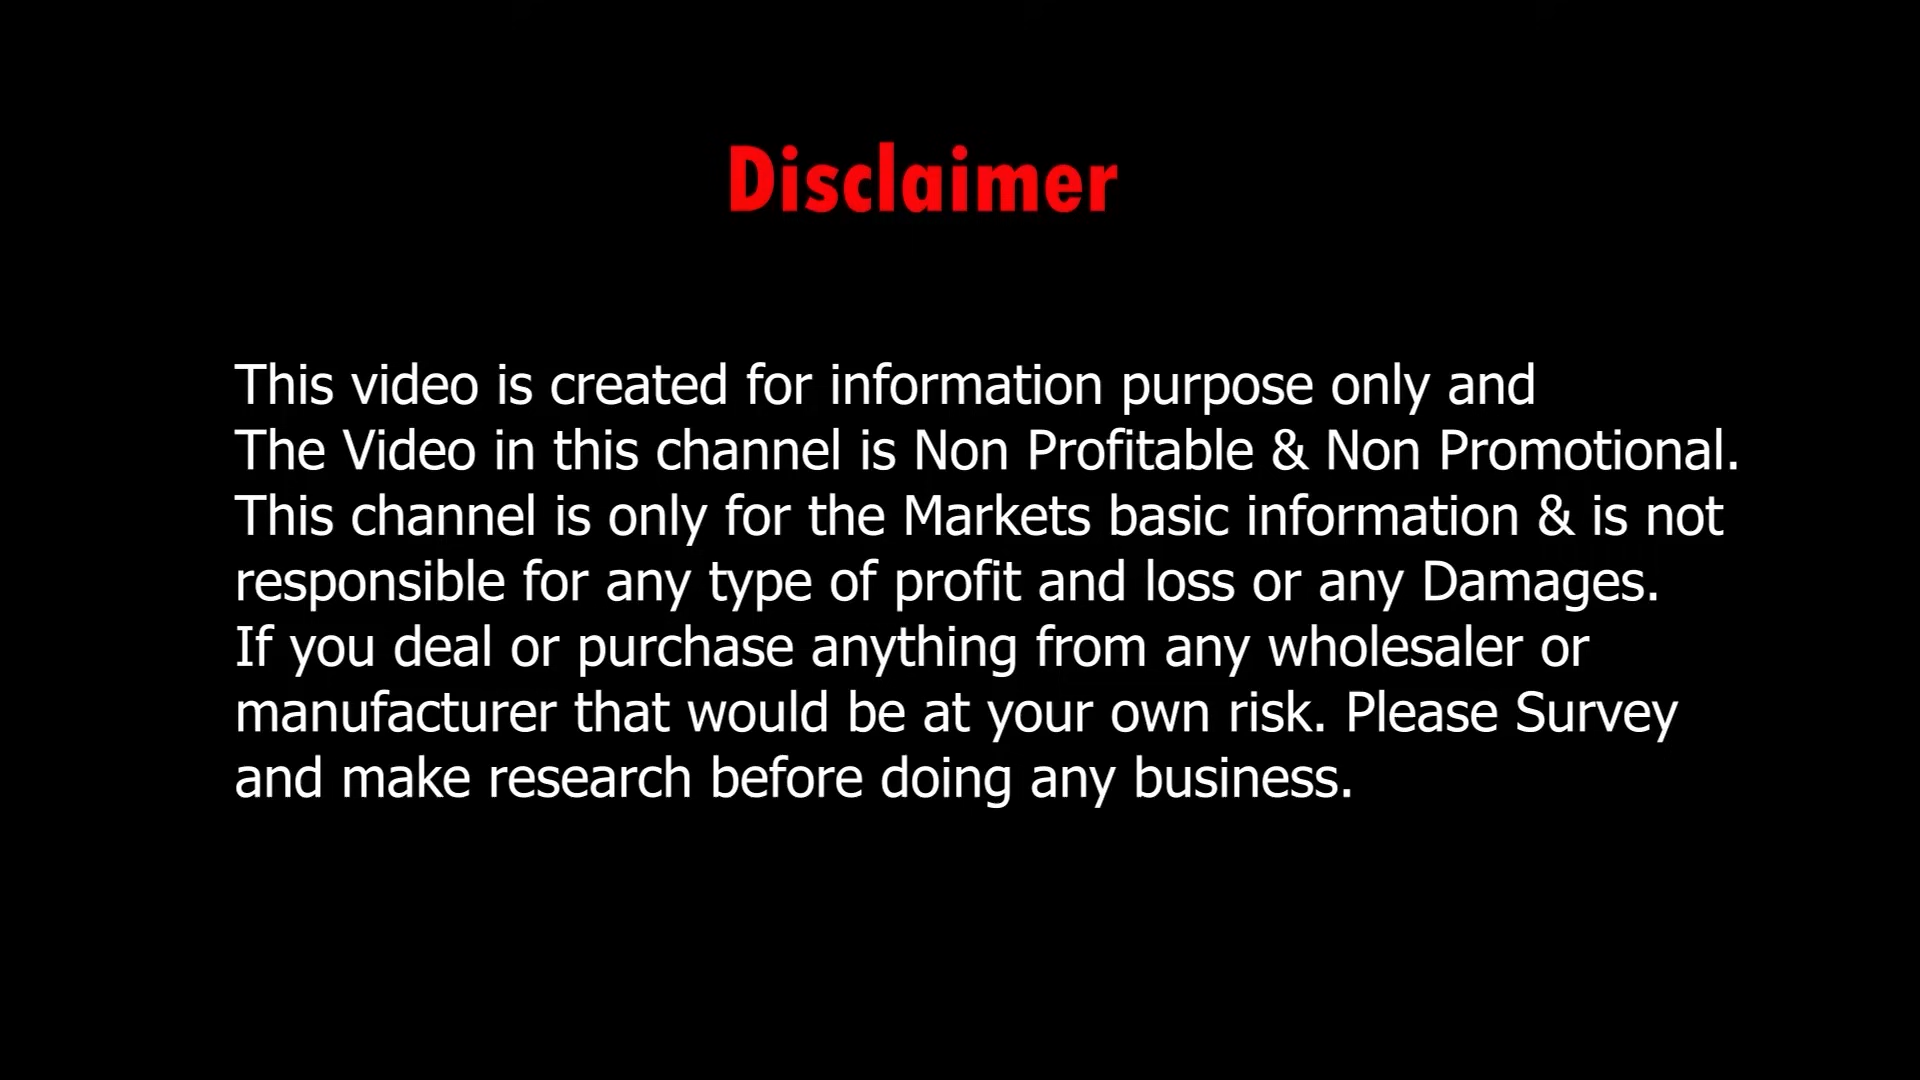 Disclaimer
This video is created for information purpose only and
The Video in this channel is Non Profitable & Non Promotional.
This channel is only for the Markets basic information & is not
responsible for any type of profit and loss or any Damages.
If you deal or purchase anything from any wholesaler or
manufacturer that would be at your own risk. Please Survey
and make research before doing any business.